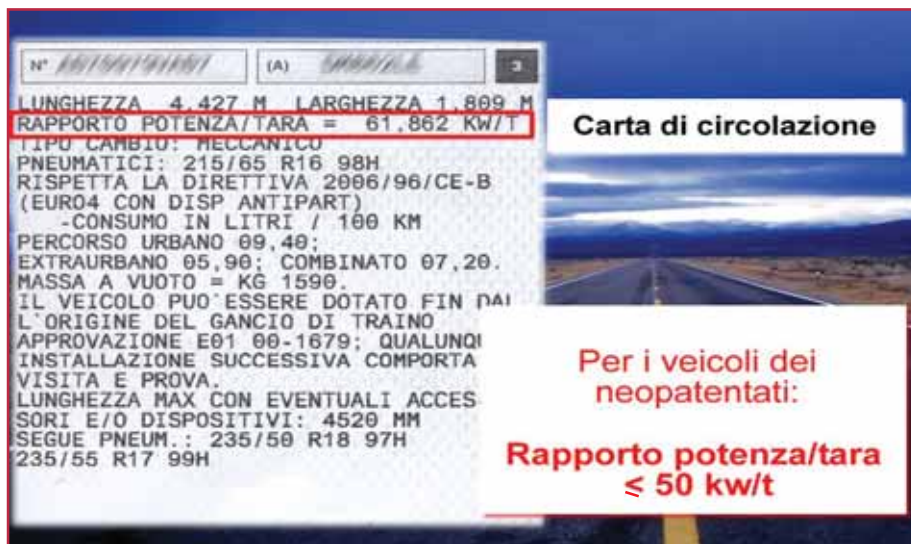 N°
(A)
3
LUNGHEZZA 4,427 M LARGHEZZA 1,809 M
RAPPORTO POTENZA/TARA = 61,862 KW/T
TIPO CAMBIO: MECCANICO
PNEUMATICI: 215/65 R16 98H
RISPETTA LA DIRETTIVA 2006/96/CE-B
(EURO4 CON DISP ANTIPART)
-CONSUMO IN LITRI / 100 KM
PERCORSO URBANO 09,40;
EXTRAURBANO 05,90; COMBINATO 07,20.
MASSA A VUOTO = KG 1590.
IL VEICOLO PUO'ESSERE DOTATO FIN DAL
L'ORIGINE DEL GANCIO DI TRAINO
APPROVAZIONE E01 00-1679; QUALUNQU
INSTALLAZIONE SUCCESSIVA COMPORTA
VISITA E PROVA.
LUNGHEZZA MAX CON EVENTUALI ACCES
SORI E/O DISPOSITIVI: 4520 MM
SEGUE PNEUM.: 235/50 R18 97H
235/55 R17 99H
Carta di circolazione
Per i veicoli dei
neopatentati:
Rapporto potenza/tara
≤ 50 kw/t